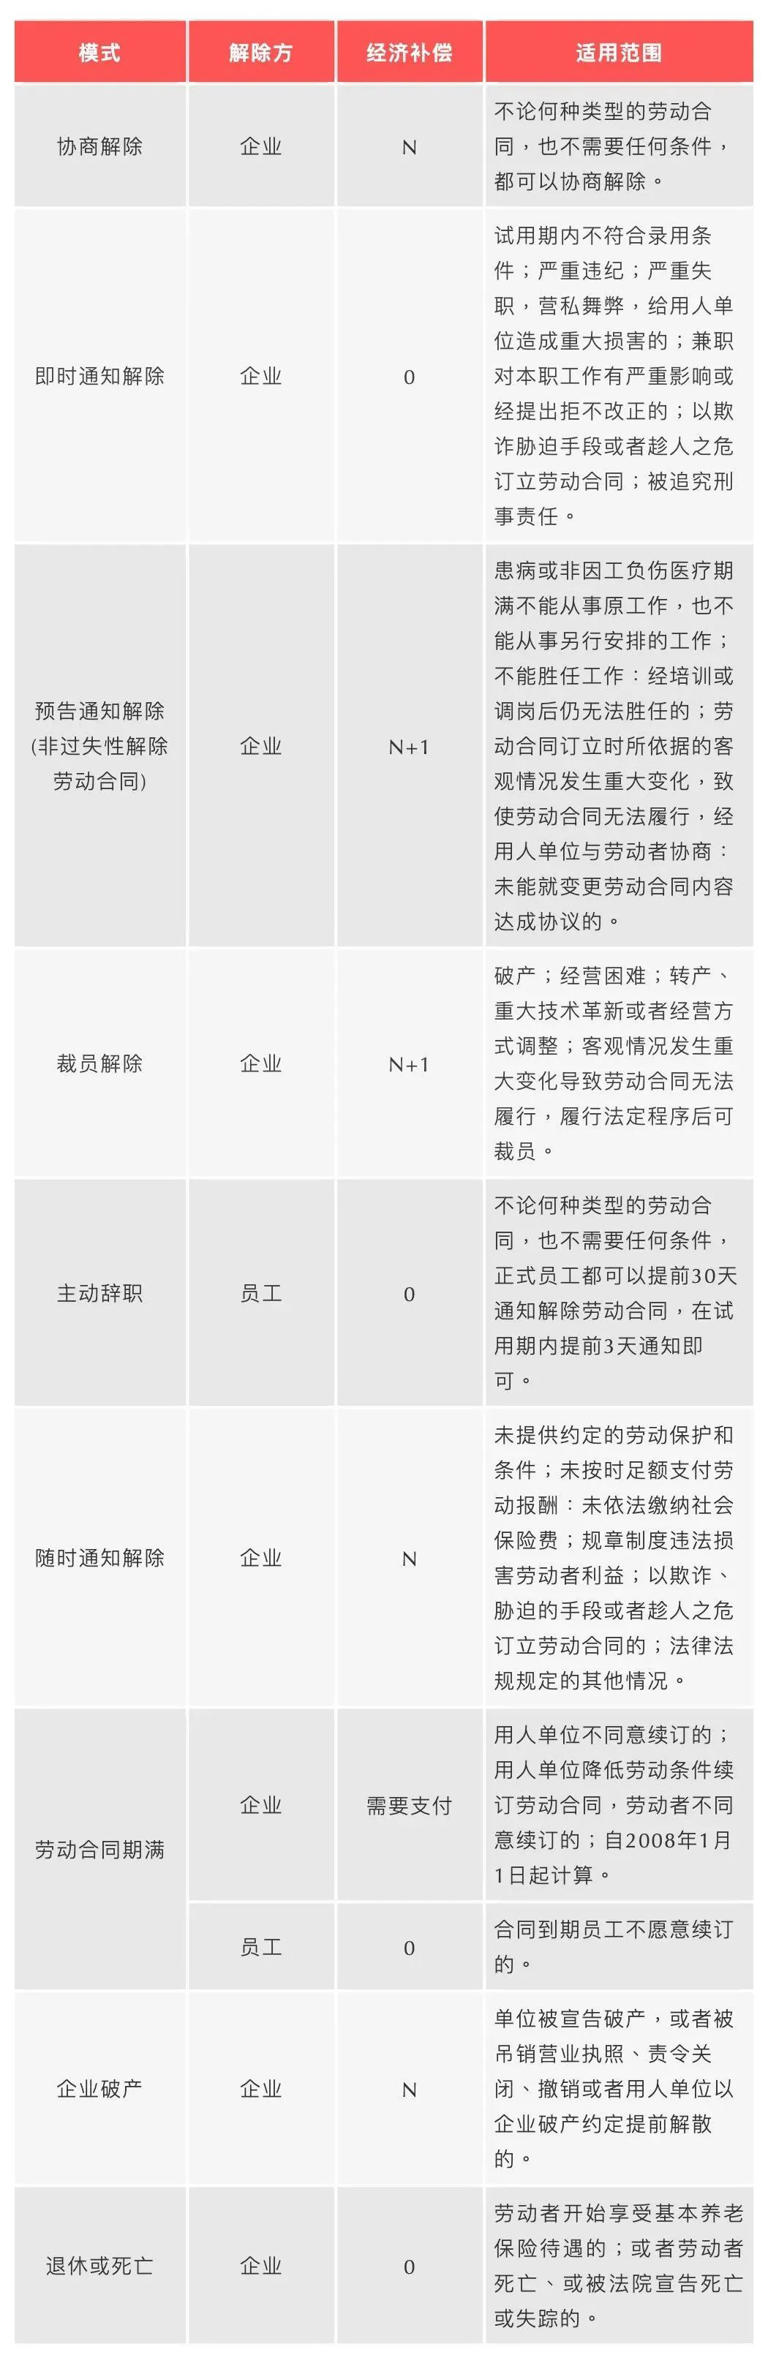 模式 解除方 经济补偿 适用范围
协商解除 企业 N
不论何种类型的劳动合
同，也不需要任何条件，
都可以协商解除。
即时通知解除 企业 0
试用期内不符合录用条
件；严重违纪；严重失
职，营私舞弊，给用人单
位造成重大损害的；兼职
对本职工作有严重影响或
经提出拒不改正的；以欺
诈胁迫手段或者趁人之危
订立劳动合同；被追究刑
事责任。
预告通知解除
(非过失性解除
劳动合同)
企业 N+1
患病或非因工负伤医疗期
满不能从事原工作，也不
能从事另行安排的工作；
不能胜任工作：经培训或
调岗后仍无法胜任的；劳
动合同订立时所依据的客
观情况发生重大变化，致
使劳动合同无法履行，经
用人单位与劳动者协商：
未能就变更劳动合同内容
达成协议的。
裁员解除 企业 N+1
破产；经营困难；转产、
重大技术革新或者经营方
式调整；客观情况发生重
大变化导致劳动合同无法
履行，履行法定程序后可
裁员。
主动辞职 员工 0
不论何种类型的劳动合
同，也不需要任何条件，
正式员工都可以提前30天
通知解除劳动合同，在试
用期内提前3天通知即
可。
随时通知解除 企业 N
未提供约定的劳动保护和
条件；未按时足额支付劳
动报酬：未依法缴纳社会
保险费；规章制度违法损
害劳动者利益；以欺诈、
胁迫的手段或者趁人之危
订立劳动合同的；法律法
规规定的其他情况。
劳动合同期满
企业 需要支付
用人单位不同意续订的；
用人单位降低劳动条件续
订劳动合同，劳动者不同
意续订的；自2008年1月
1日起计算。
员工 0
合同到期员工不愿意续订
的。
企业破产 企业 N
单位被宣告破产，或者被
吊销营业执照、责令关
闭、撤销或者用人单位以
企业破产约定提前解散
的。
退休或死亡 企业 0
劳动者开始享受基本养老
保险待遇的；或者劳动者
死亡、或被法院宣告死亡
或失踪的。